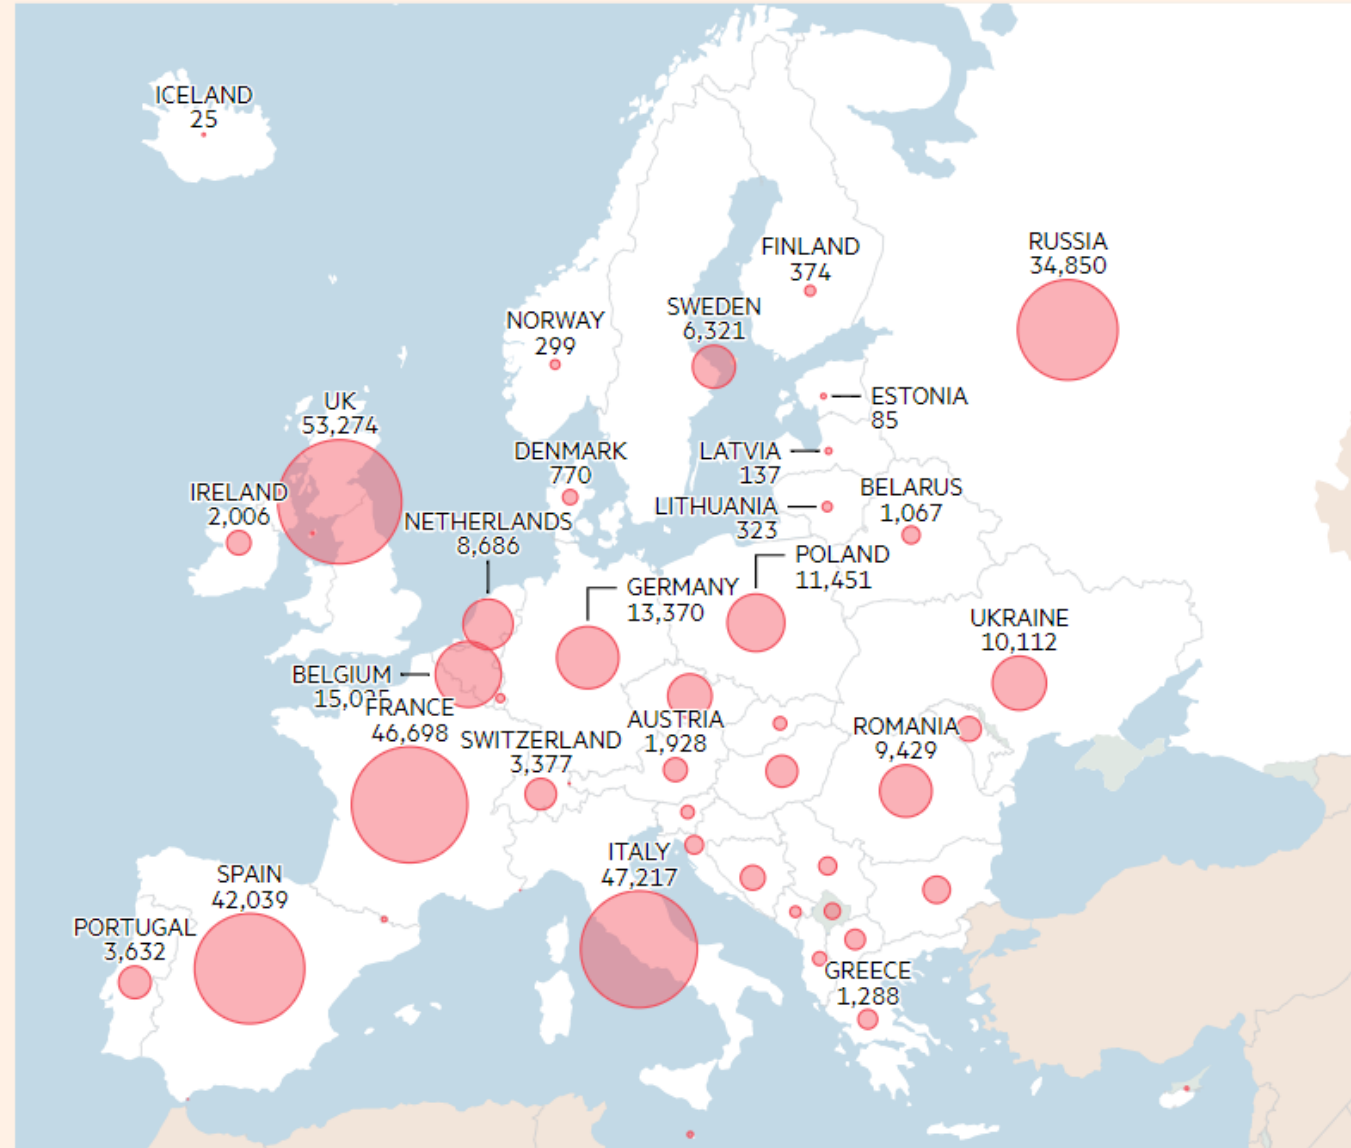 ICELAND
25
FINLAND
374
RUSSIA
34,850
SWEDEN
6,321
NORWAY
299
ESTONIA
85
UK
53,274
DENMARK
770
LATVIA
137
BELARUS
1,067
IRELAND
2,006
LITHUANIA
323
NETHERLANDS
8,686
POLAND
11,451
GERMANY
13,370
UKRAINE
10,112
BELGIUM
FRANCE
46,698
AUSTRIA
1,928
ROMANIA
9,429
SWITZERLAND
3,377
ITALY
47,217
SPAIN
42,039
PORTUGAL
3,632
GREECE
1,288